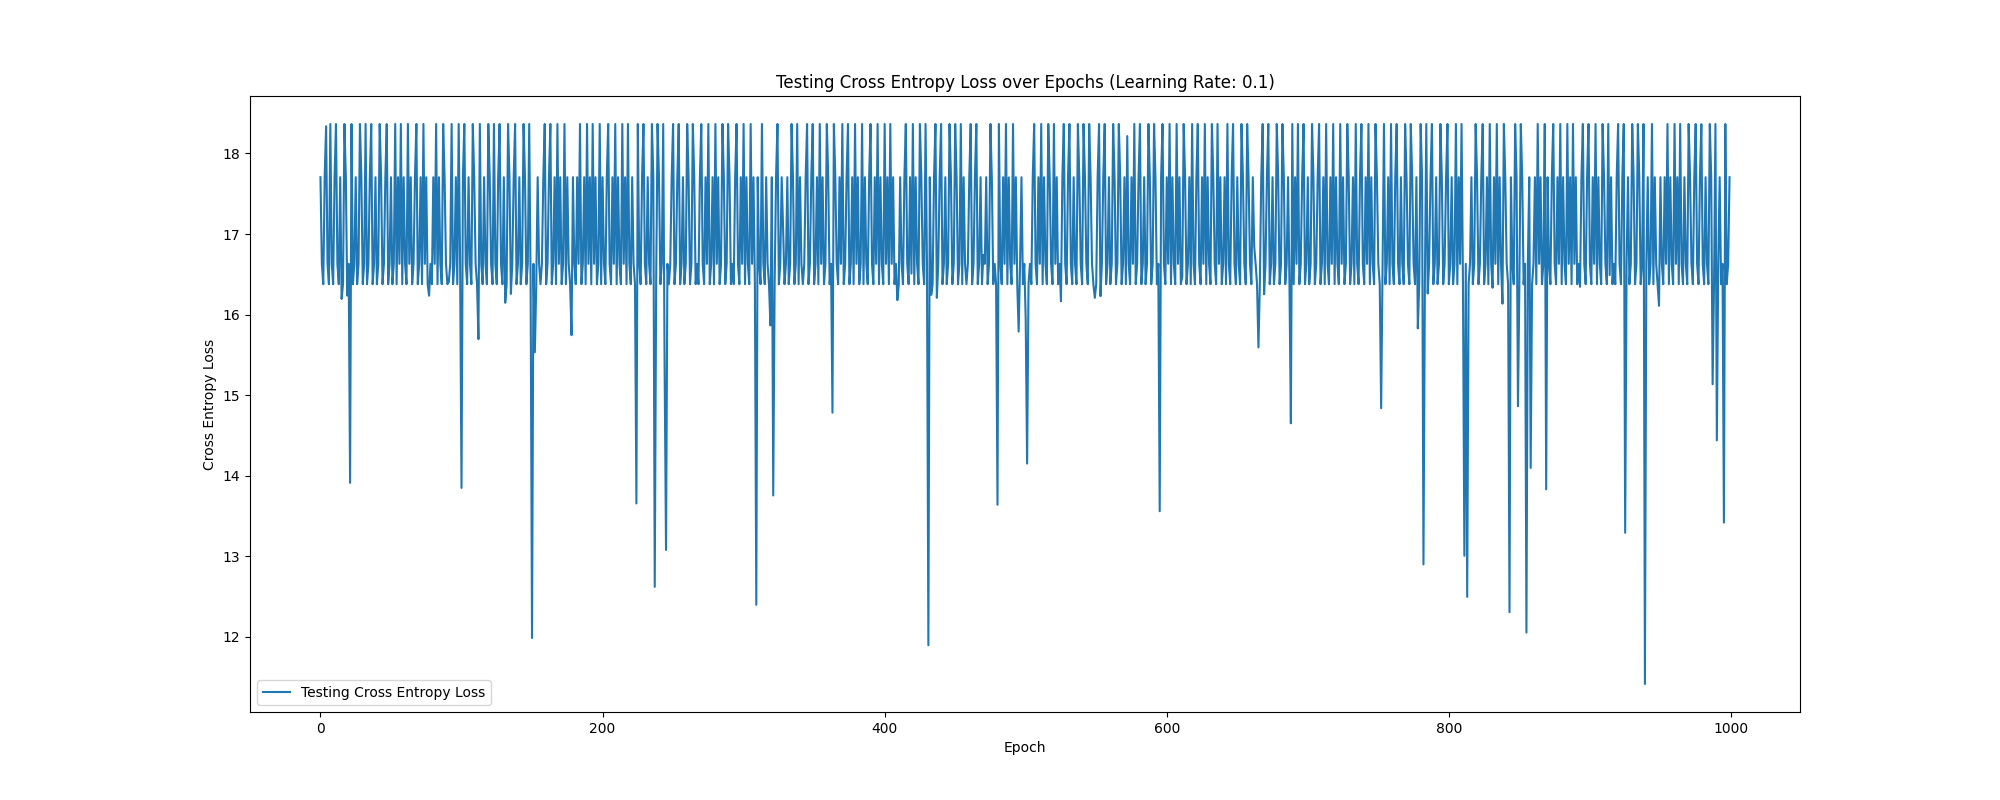 Testing Cross Entropy Loss over Epochs (Learning Rate: 0.1)
18
17
16
15
14
13
12
Cross Entropy Loss
Testing Cross Entropy Loss
0 200 400 600 800 1000
Epoch